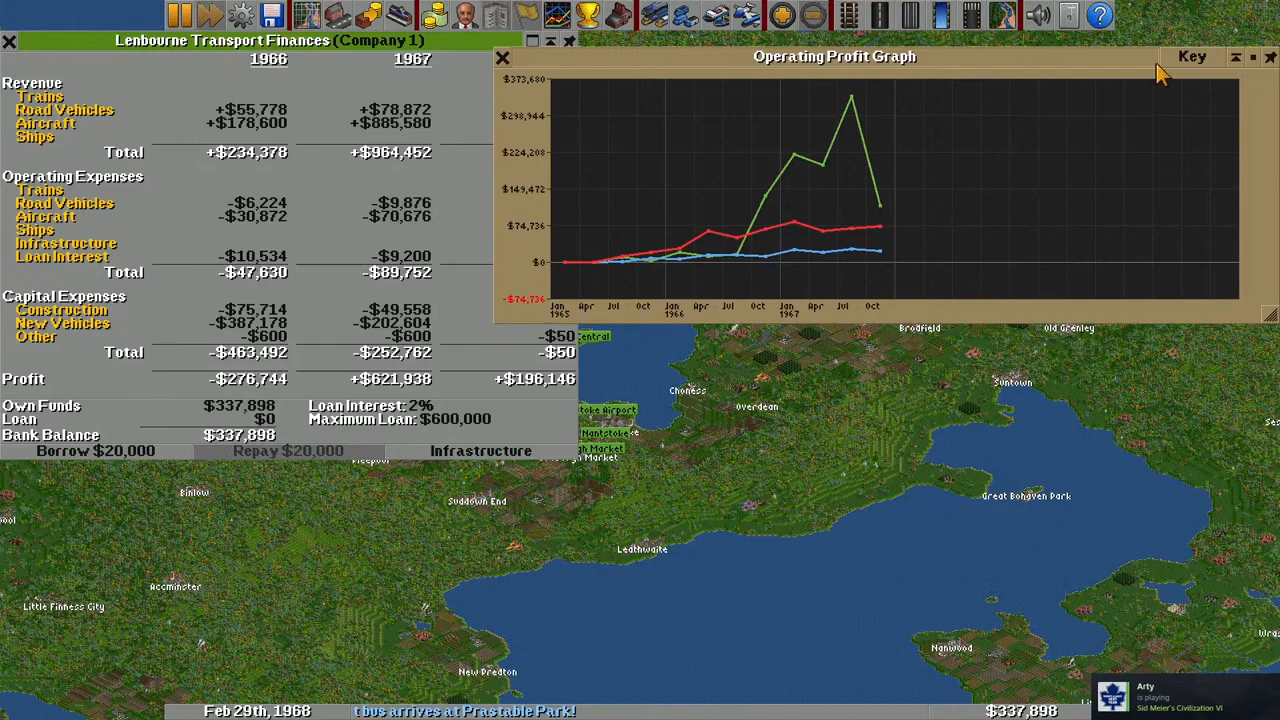 Lenbourne Transport Finances (Company 1)
1966 1967
Revenue
Trains
Road Vehicles +$55,778 +$78,872
Aircraft +$178,600 +$885,580
Ships
Total +$234,378 +$964,452
Operating Expenses
Trains
Road Vehicles -$6,224 -$9,876
Aircraft -$30,872 -$70,676
Ships
Infrastructure
Loan Interest -$10,534 -$9,200
Total -$47,630 -$89,752
Capital Expenses
Construction -$75,714 -$49,558
New Vehicles -$387,178 -$202,604
Other -$600 -$600 -$50
Total -$463,492 -$252,762 -$50
Profit -$276,744 +$621,938 +$196,146
Own Funds $337,898 Loan Interest: 2%
Loan $0 Maximum Loan: $600,000
Bank Balance $337,898
Borrow $20,000 Repay $20,000 Infrastructure
Operating Profit Graph
Key
$373,680
$298,944
$224,208
$149,472
$74,736
$0
-$74,736
Jan Apr Jul Oct Jan Apr Jul Oct Jan Apr Jul Oct
1965 1966 1967
Brodfield
Old Grenley
Central
Choness
Suntown
Overdean
stoke Airport
Nantstoke
gh Market
Market
Binlow
Suddown End
Great Bohgven Park
Leathwaite
Accminster
Little Finness City
Nanwood
New Predton
Feb 29th, 1968
t bus arrives at Prastable Park!
$337,898
Arty
is playing
Sid Meier's Civilization VI